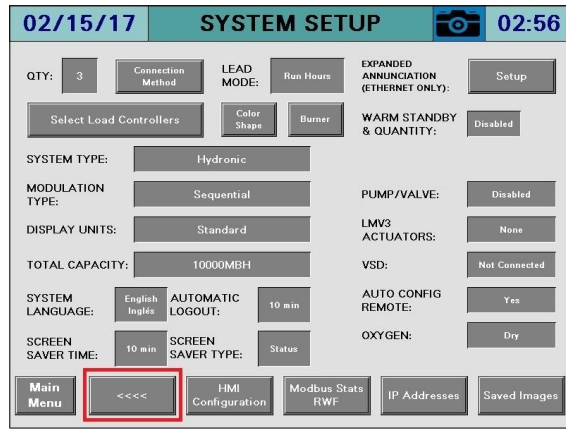 02/15/17 SYSTEM SETUP 02:56
QTY: 3 Connection Method LEAD MODE: Run Hours EXPANDED ANNUNCIATION (ETHERNET ONLY): Setup
Select Load Controllers Color Shape Burner WARM STANDBY & QUANTITY: Disabled
SYSTEM TYPE: Hydronic
MODULATION TYPE: Sequential PUMP/VALVE: Disabled
DISPLAY UNITS: Standard LMV3 ACTUATORS: None
TOTAL CAPACITY: 10000MBH VSD: Not Connected
SYSTEM LANGUAGE: English Inglés AUTOMATIC LOGOUT: 10 min AUTO CONFIG REMOTE: Yes
SCREEN SAVER TIME: 10 min SCREEN SAVER TYPE: Status OXYGEN: Dry
Main Menu <<<< HMI Configuration Modbus Stats RWF IP Addresses Saved Images